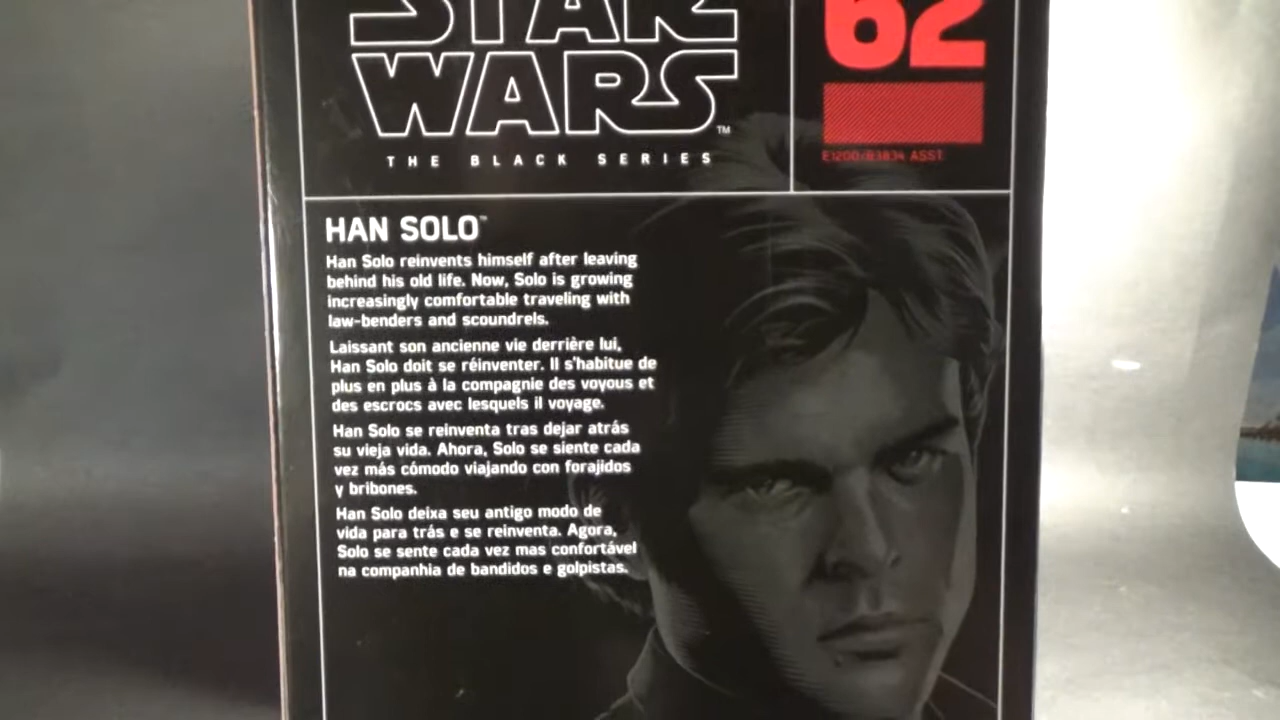 STAR
WARS
TM
THE BLACK SERIES
62
E1200/B3834 ASST.
HAN SOLO™
Han Solo reinvents himself after leaving
behind his old life. Now, Solo is growing
increasingly comfortable traveling with
law-benders and scoundrels.
Laissant son ancienne vie derrière lui,
Han Solo doit se réinventer. Il s'habitue de
plus en plus à la compagnie des voyous et
des escrocs avec lesquels il voyage.
Han Solo se reinventa tras dejar atrás
su vieja vida. Ahora, Solo se siente cada
vez más cómodo viajando con forajidos
y bribones.
Han Solo deixa seu antigo modo de
vida para trás e se reinventa. Agora,
Solo se sente cada vez mas confortável
na companhia de bandidos e golpistas.